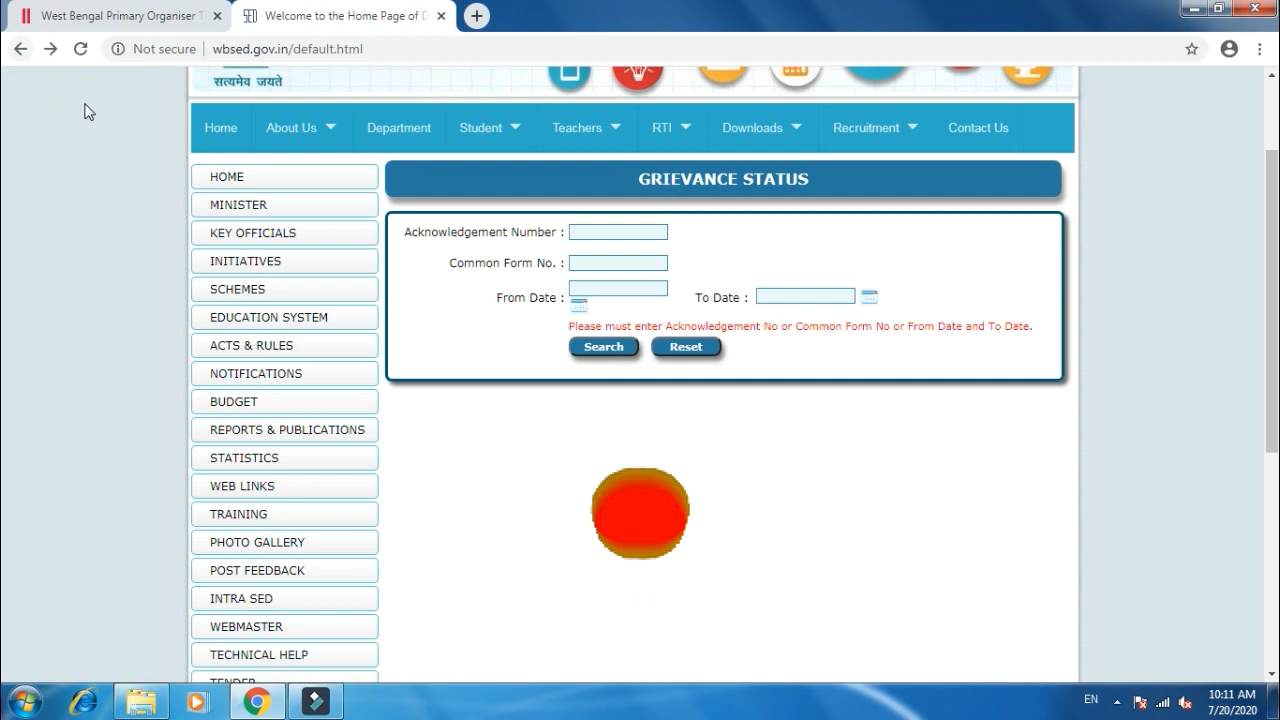 West Bengal Primary Organiser T
Welcome to the Home Page of D
Not secure
wbsed.gov.in/default.html
सत्यमेव जयते
Home About Us Department Student Teachers RTI Downloads Recruitment Contact Us
HOME
MINISTER
KEY OFFICIALS
INITIATIVES
SCHEMES
EDUCATION SYSTEM
ACTS & RULES
NOTIFICATIONS
BUDGET
REPORTS & PUBLICATIONS
STATISTICS
WEB LINKS
TRAINING
PHOTO GALLERY
POST FEEDBACK
INTRA SED
WEBMASTER
TECHNICAL HELP
TENDER
GRIEVANCE STATUS
Acknowledgement Number :
Common Form No. :
From Date : To Date :
Please must enter Acknowledgement No or Common Form No or From Date and To Date.
Search Reset
EN
10:11 AM
7/20/2020